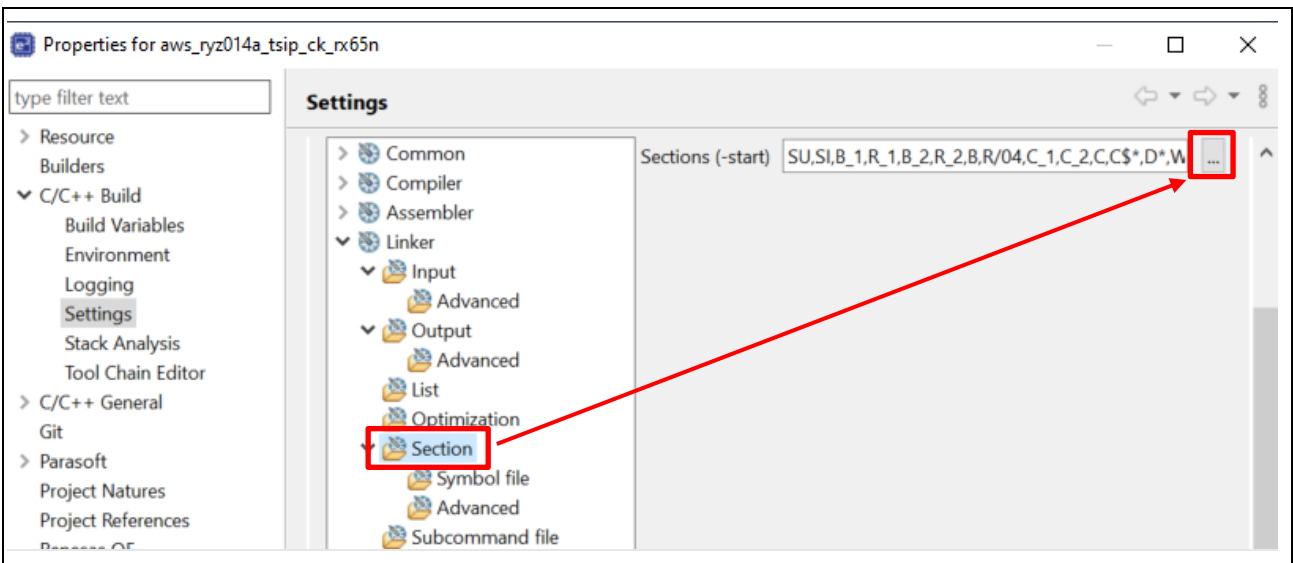 Properties for aws_ryz014a_tsip_ck_rx65n
type filter text
Resource
Builders
C/C++ Build
Build Variables
Environment
Logging
Settings
Stack Analysis
Tool Chain Editor
C/C++ General
Git
Parasoft
Project Natures
Project References
Settings
Common
Compiler
Assembler
Linker
Input
Advanced
Output
Advanced
List
Optimization
Section
Symbol file
Advanced
Subcommand file
Sections (-start) SU,SI,B_1,R_1,B_2,R_2,B,R/04,C_1,C_2,C,C$*,D*,W ...